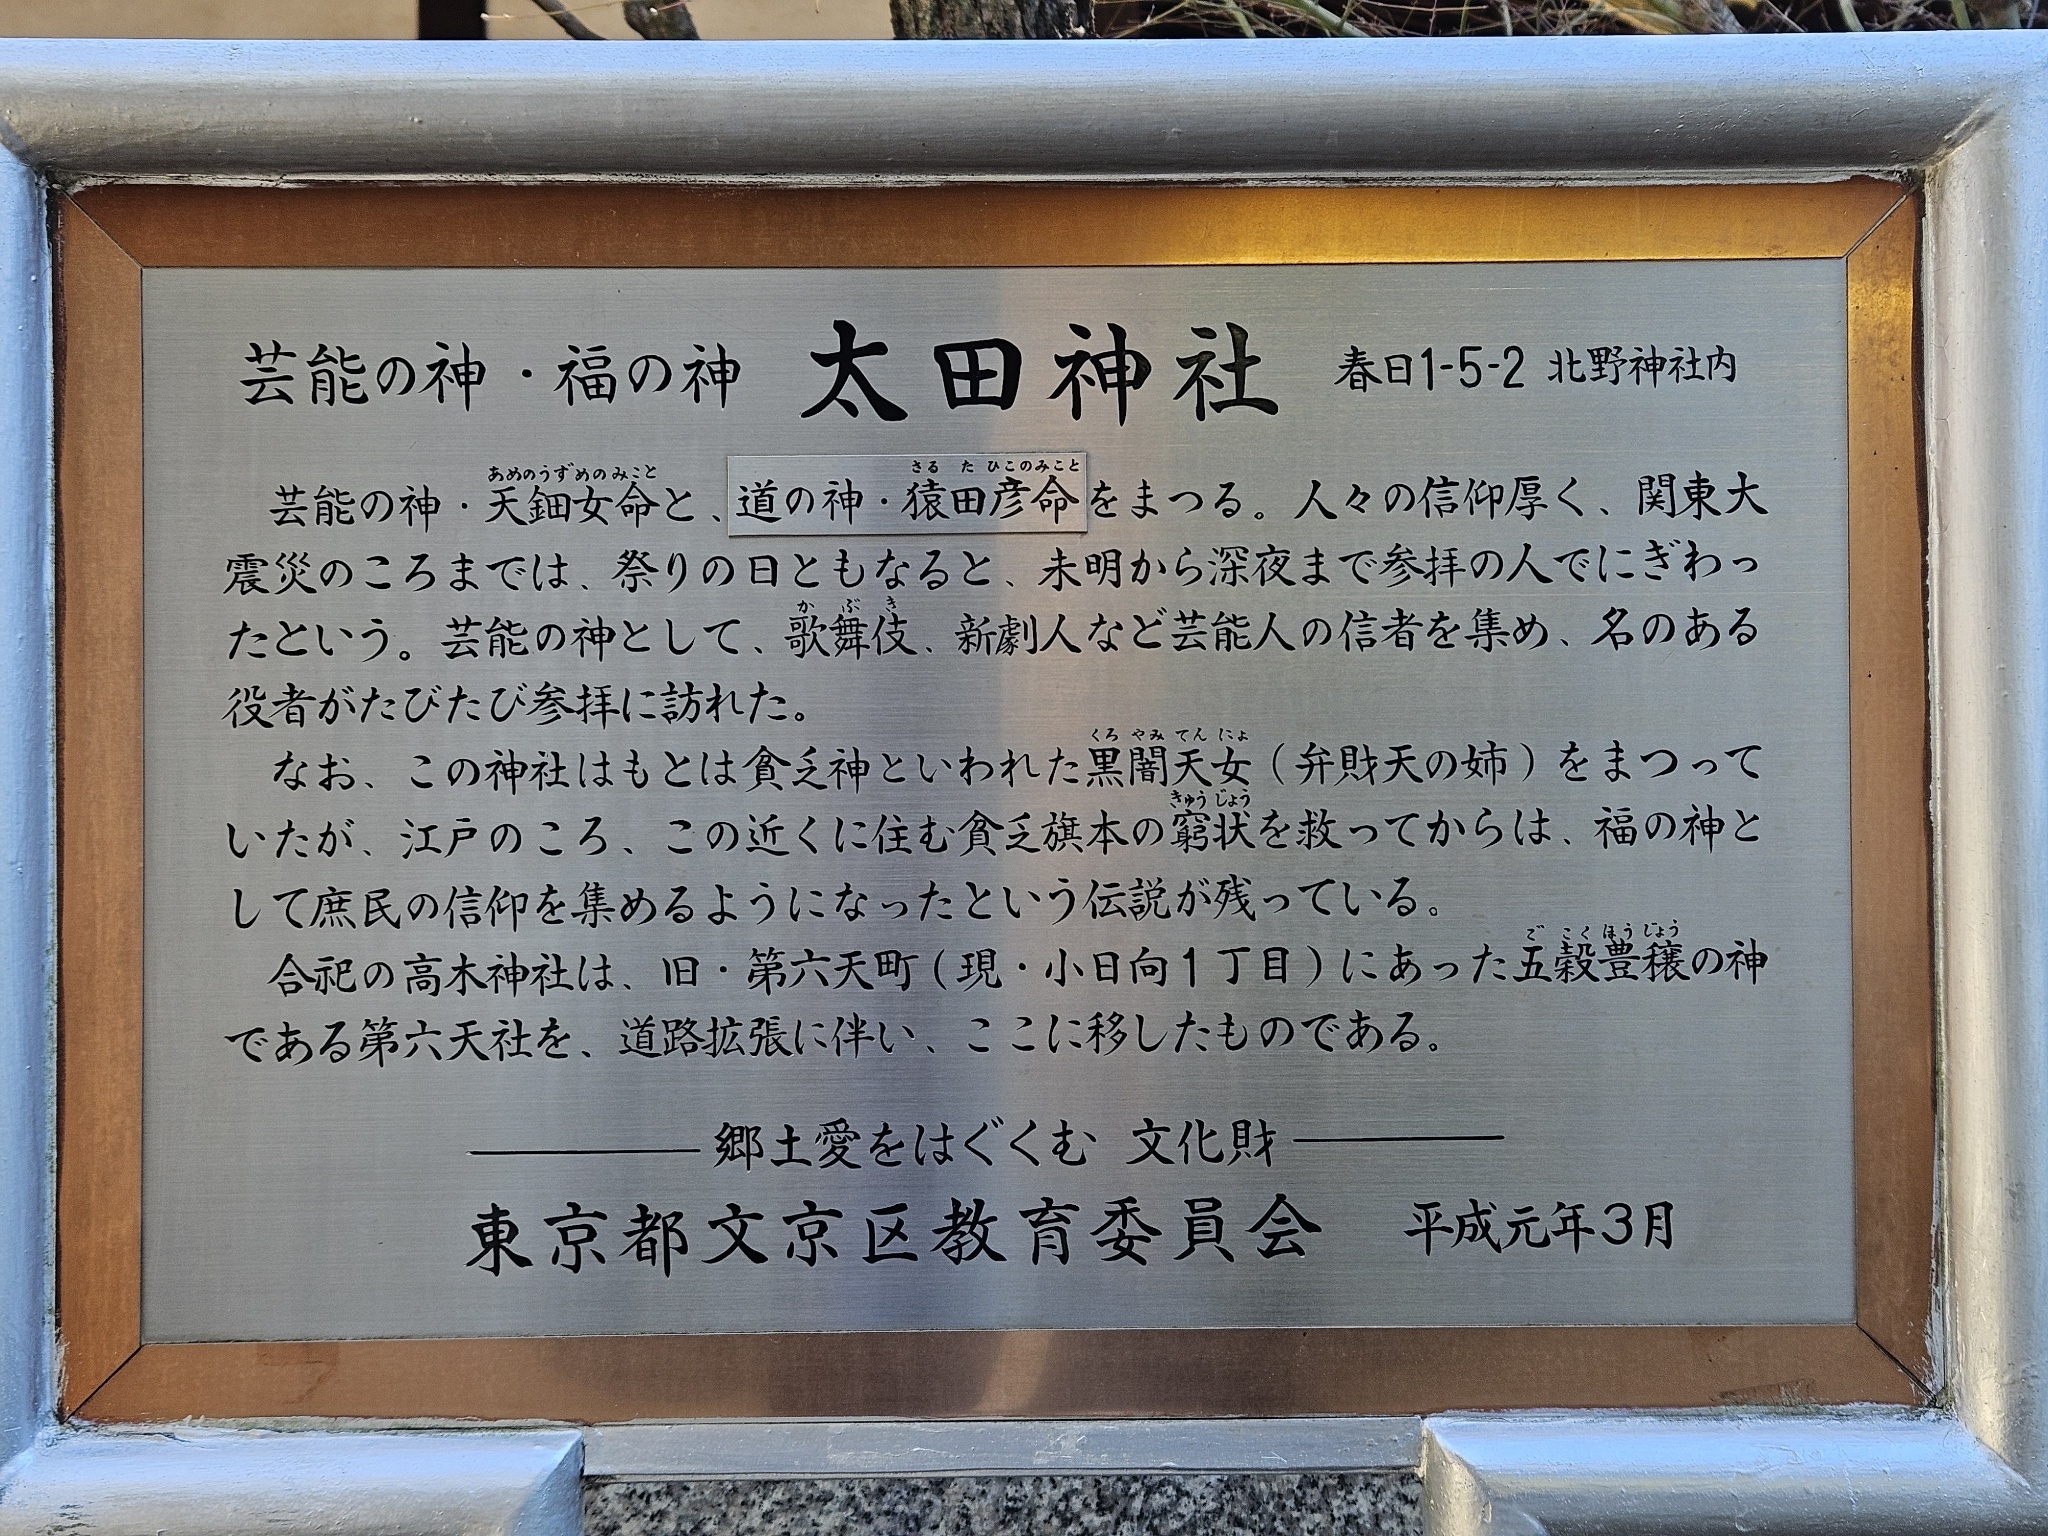 芸能の神・福の神 太田神社 春日1-5-2 北野神社内
あめのうずめのみこと さるたひこのみこと
芸能の神・天鈿女命と、道の神・猿田彦命をまつる。人々の信仰厚く、関東大
震災のころまでは、祭りの日ともなると、未明から深夜まで参拝の人でにぎわっ
かぶき
たという。芸能の神として、歌舞伎、新劇人など芸能人の信者を集め、名のある
役者がたびたび参拝に訪れた。
くろやみてんにょ
なお、この神社はもとは貧乏神といわれた黒闇天女(弁財天の姉)をまつって
きゅうじょう
いたが、江戸のころ、この近くに住む貧乏旗本の窮状を救ってからは、福の神と
して庶民の信仰を集めるようになったという伝説が残っている。
ごこくほうじょう
合祀の高木神社は、旧・第六天町(現・小日向1丁目)にあった五穀豊穣の神
である第六天社を、道路拡張に伴い、ここに移したものである。
郷土愛をはぐくむ 文化財
東京都文京区教育委員会 平成元年3月